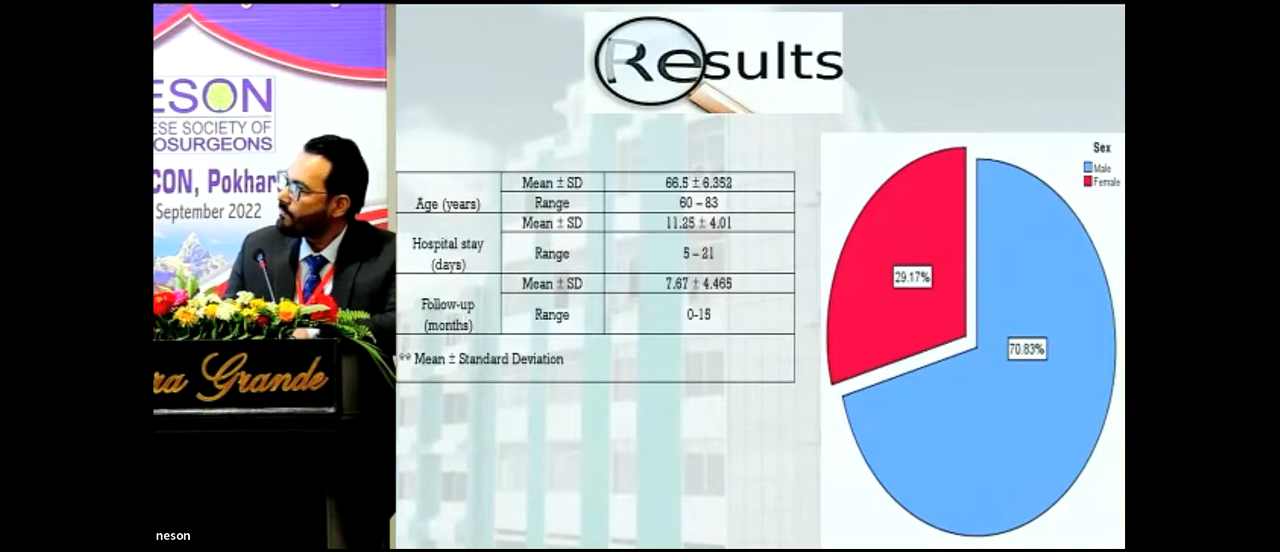 ESON
ESE SOCIETY OF
OSURGEONS
CON, Pokhar
September 2022
ra Grande
neson
Results
Age (years)
Mean ± SD
66.5 ± 6.352
Range
60 – 83
Hospital stay
(days)
Mean ± SD
11.25 ± 4.01
Range
5 – 21
Follow-up
(months)
Mean ± SD
7.67 ± 4.465
Range
0-15
** Mean ± Standard Deviation
Sex
Male
Female
29.17%
70.83%